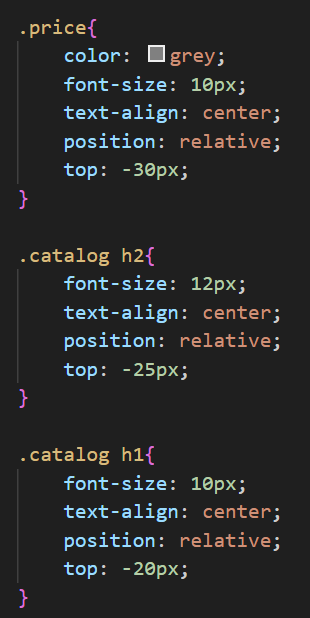 .price{
    color: grey;
    font-size: 10px;
    text-align: center;
    position: relative;
    top: -30px;
}

.catalog h2{
    font-size: 12px;
    text-align: center;
    position: relative;
    top: -25px;
}

.catalog h1{
    font-size: 10px;
    text-align: center;
    position: relative;
    top: -20px;
}